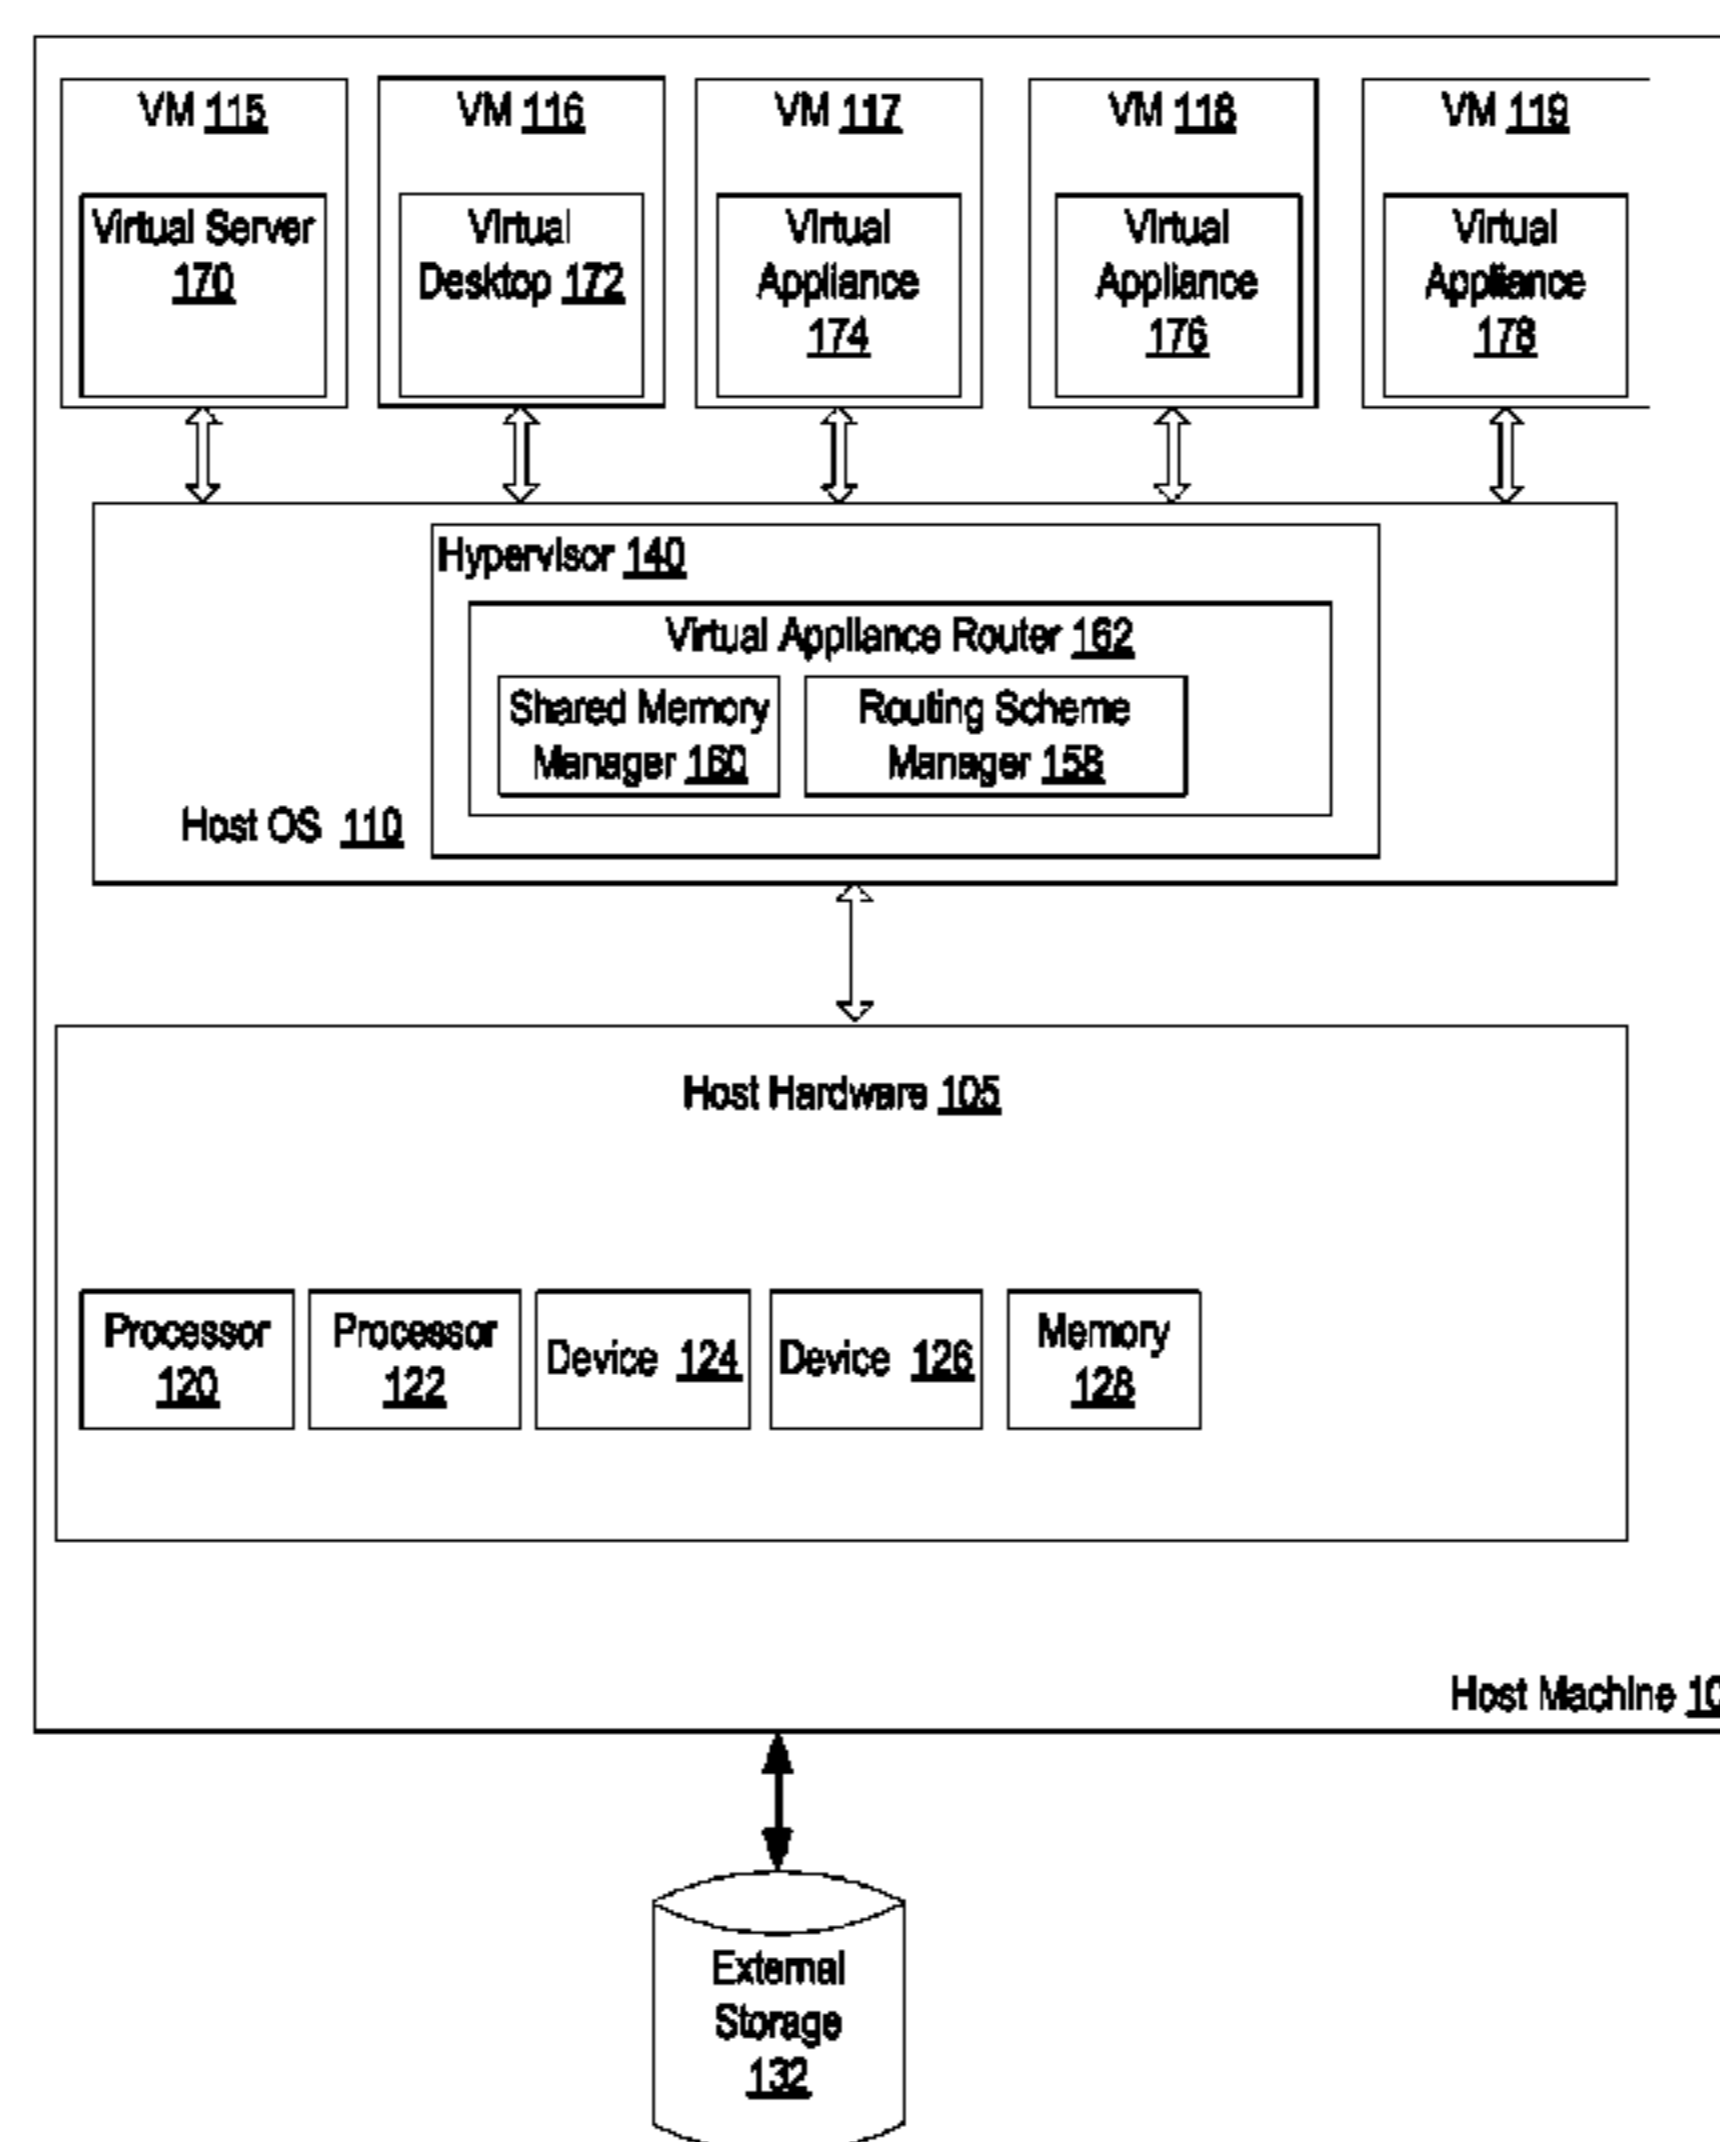 VM 115
VM 116
VM 117
VM 118
VM 119
Virtual Server
170
Virtual
Desktop 172
Virtual
Appliance
174
Virtual
Appliance
176
Virtual
Appliance
178
Hypervisor 140
Virtual Appliance Router 162
Shared Memory
Manager 160
Routing Scheme
Manager 158
Host OS 110
Host Hardware 105
Processor
120
Processor
122
Device 124
Device 126
Memory
128
Host Machine
External
Storage
132